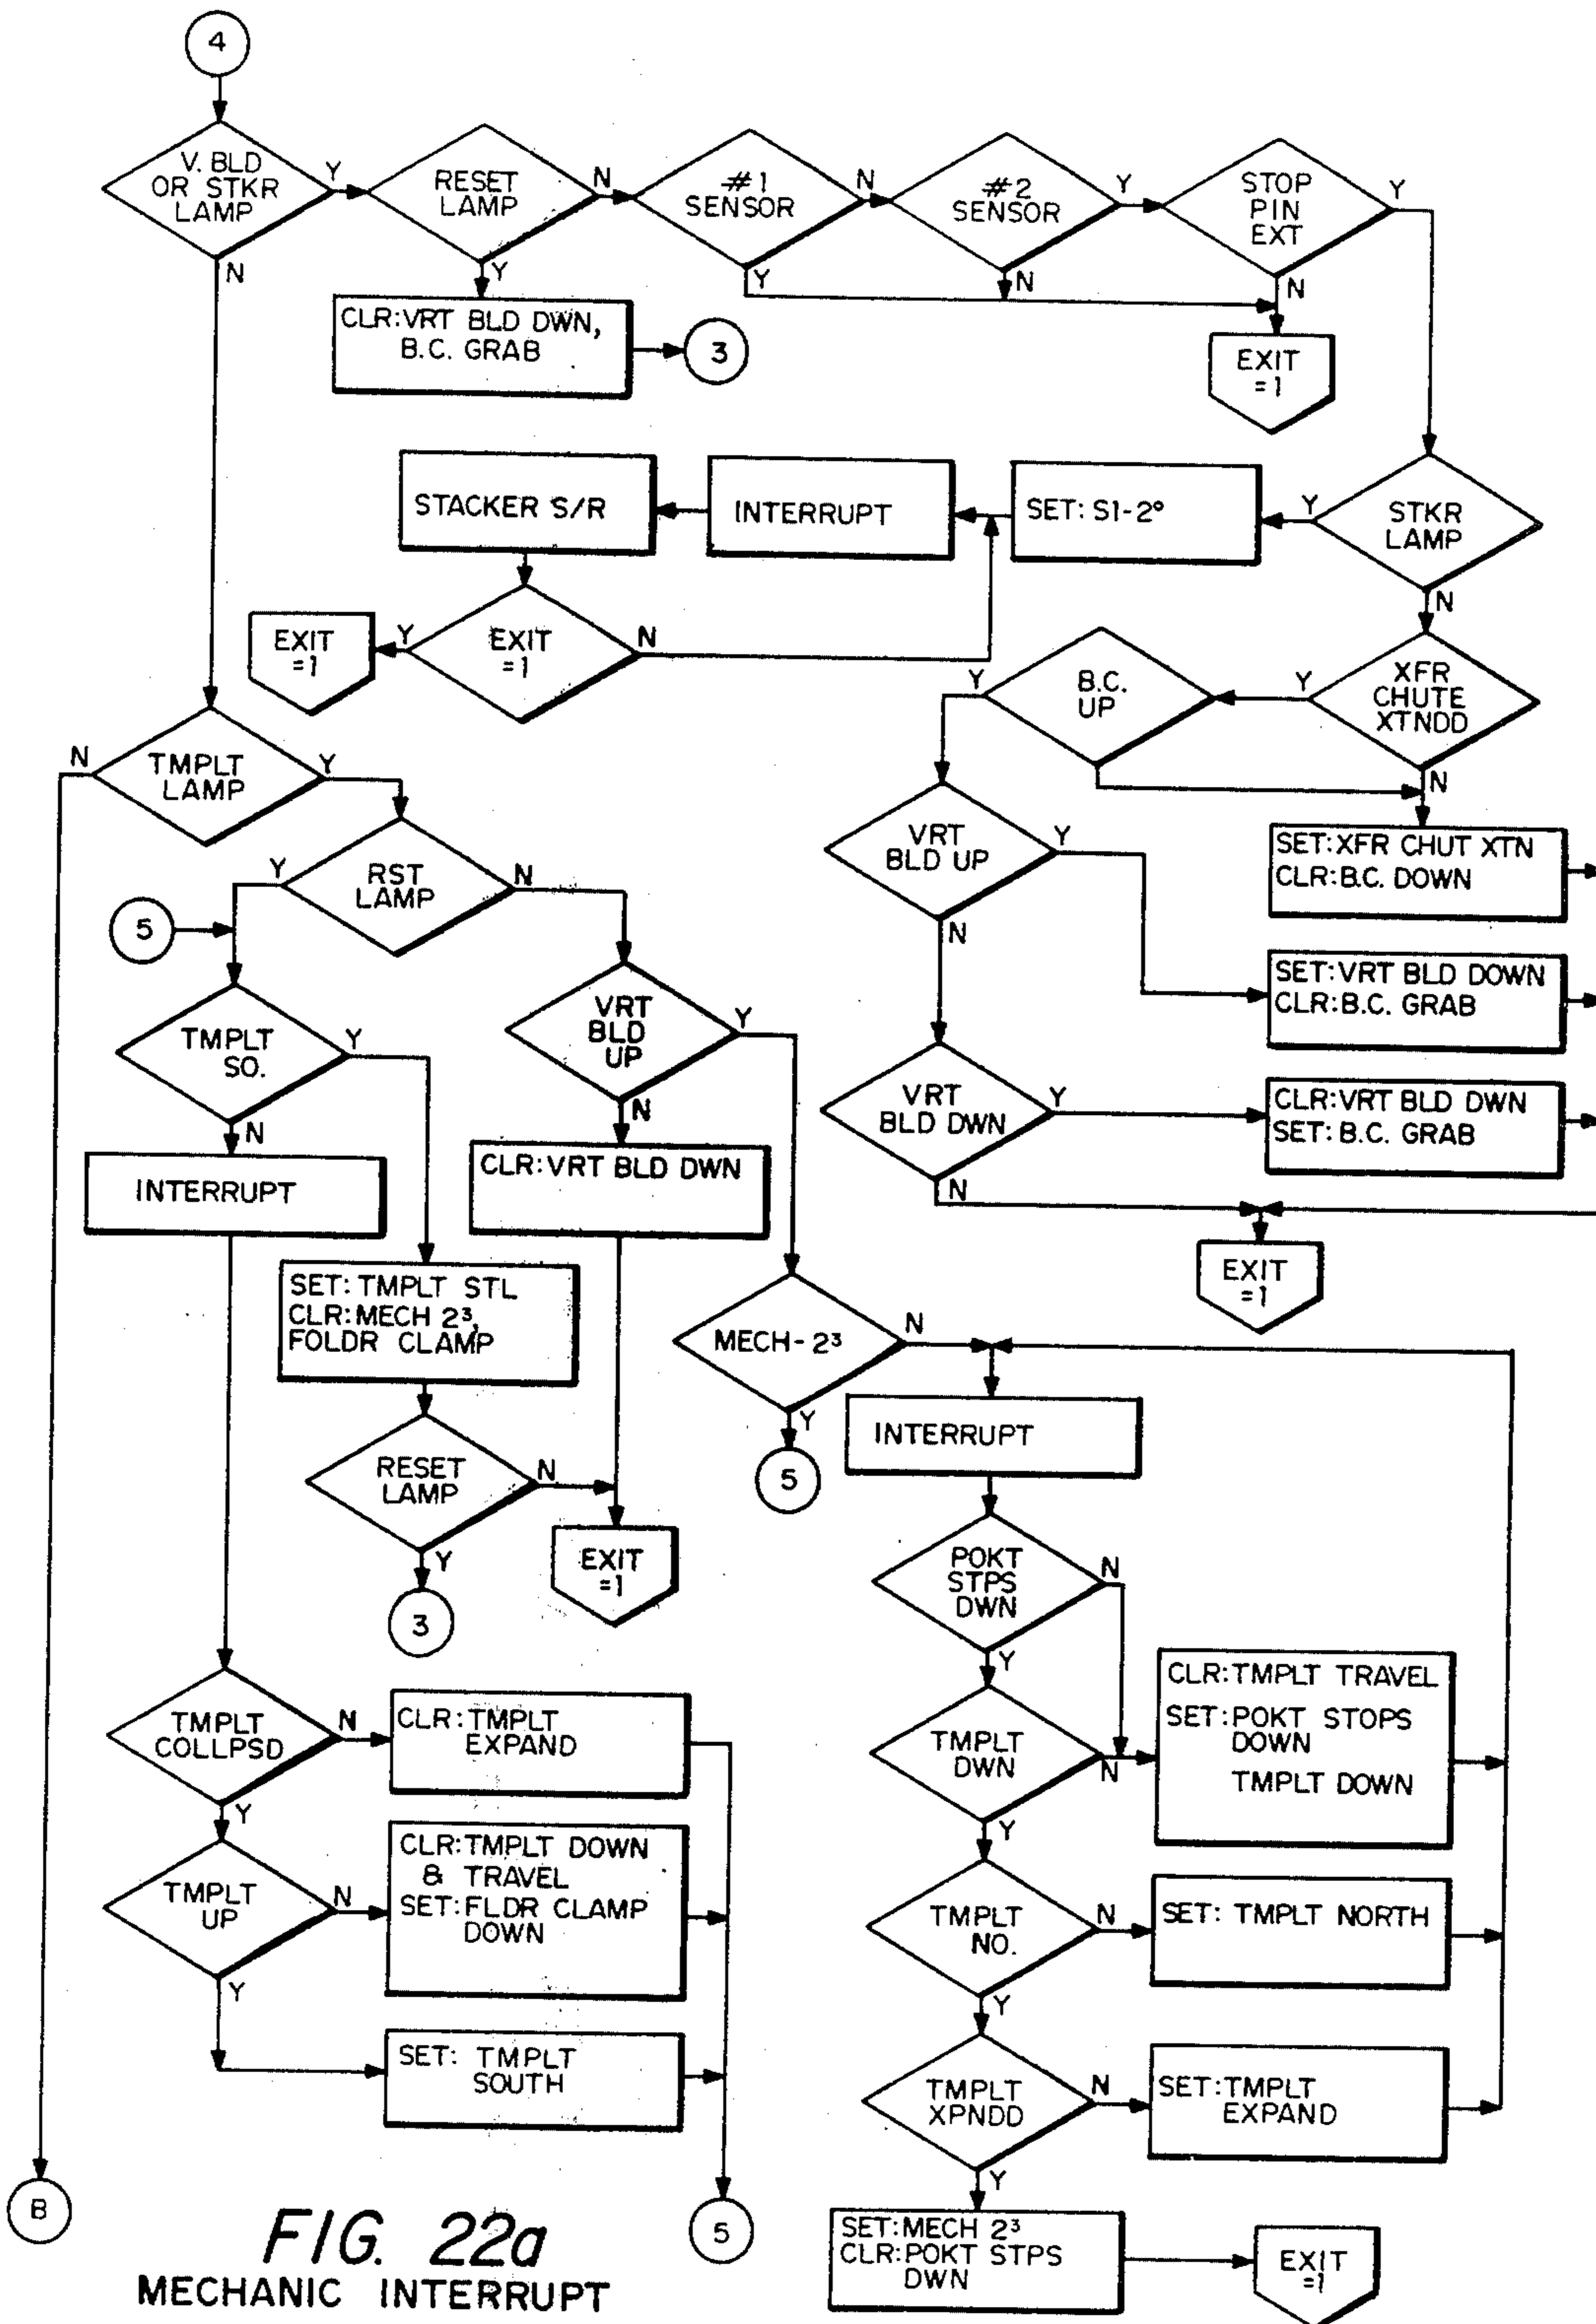 4
V. BLD
OR STKR
LAMP
Y
N
RESET
LAMP
N
Y
#1
SENSOR
N
Y
#2
SENSOR
Y
N
STOP
PIN
EXT
Y
N
CLR:VRT BLD DWN,
B.C. GRAB
3
EXIT
=1
STACKER S/R
INTERRUPT
SET: S1-2°
Y
STKR
LAMP
N
EXIT
=1
Y
EXIT
=1
N
Y
B.C.
UP
Y
XFR
CHUTE
XTNDD
N
N
TMPLT
LAMP
Y
VRT
BLD UP
Y
N
SET:XFR CHUT XTN
CLR:B.C. DOWN
Y
RST
LAMP
N
5
SET:VRT BLD DOWN
CLR:B.C. GRAB
TMPLT
SO.
Y
N
VRT
BLD
UP
Y
N
VRT
BLD DWN
Y
N
CLR:VRT BLD DWN
SET:B.C. GRAB
INTERRUPT
CLR:VRT BLD DWN
EXIT
=1
SET:TMPLT STL
CLR:MECH 2³,
FOLDR CLAMP
MECH-2³
N
Y
INTERRUPT
RESET
LAMP
N
Y
5
EXIT
=1
3
POKT
STPS
DWN
N
Y
TMPLT
COLLPSD
N
Y
CLR:TMPLT
EXPAND
TMPLT
DWN
N
Y
CLR:TMPLT TRAVEL
SET:POKT STOPS
DOWN
TMPLT DOWN
TMPLT
UP
N
Y
CLR:TMPLT DOWN
& TRAVEL
SET:FLDR CLAMP
DOWN
TMPLT
NO.
N
Y
SET: TMPLT NORTH
SET: TMPLT
SOUTH
TMPLT
XPNDD
N
Y
SET:TMPLT
EXPAND
B
5
SET:MECH 2³
CLR:POKT STPS
DWN
EXIT
=1
FIG. 22a
MECHANIC INTERRUPT